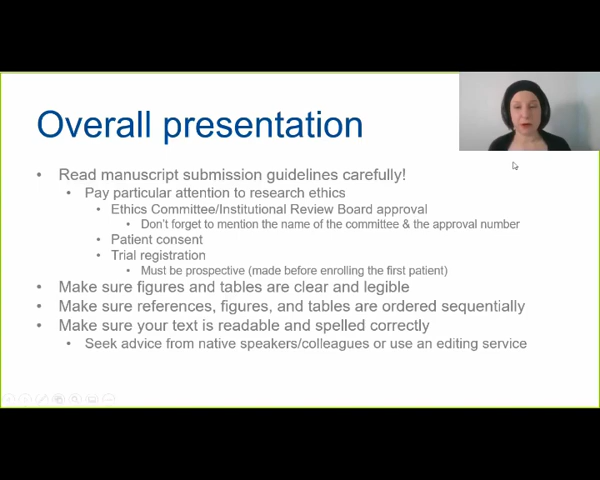 Overall presentation
• Read manuscript submission guidelines carefully!
• Pay particular attention to research ethics
• Ethics Committee/Institutional Review Board approval
• Don't forget to mention the name of the committee & the approval number
• Patient consent
• Trial registration
• Must be prospective (made before enrolling the first patient)
• Make sure figures and tables are clear and legible
• Make sure references, figures, and tables are ordered sequentially
• Make sure your text is readable and spelled correctly
• Seek advice from native speakers/colleagues or use an editing service